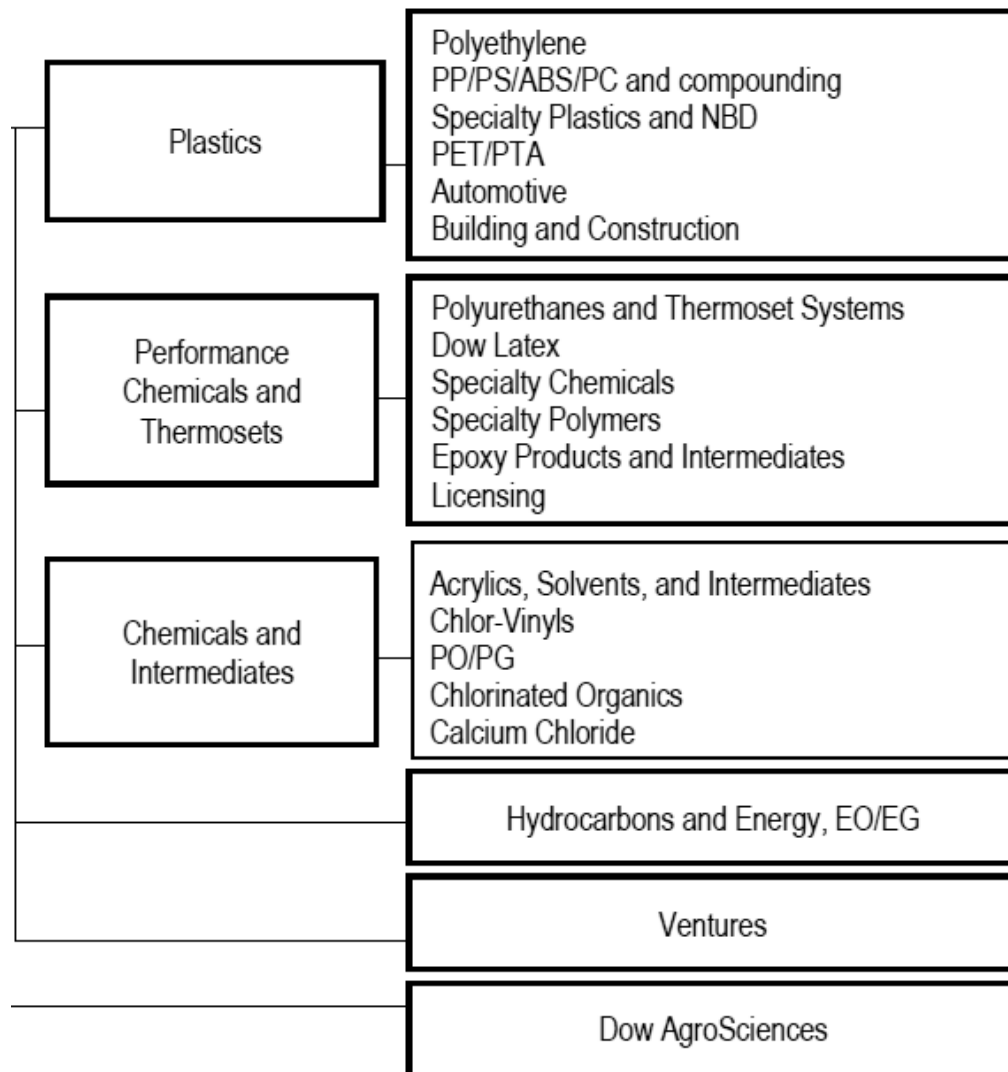 Plastics
Polyethylene
PP/PS/ABS/PC and compounding
Specialty Plastics and NBD
PET/PTA
Automotive
Building and Construction
Performance
Chemicals and
Thermosets
Polyurethanes and Thermoset Systems
Dow Latex
Specialty Chemicals
Specialty Polymers
Epoxy Products and Intermediates
Licensing
Chemicals and
Intermediates
Acrylics, Solvents, and Intermediates
Chlor-Vinyls
PO/PG
Chlorinated Organics
Calcium Chloride
Hydrocarbons and Energy, EO/EG
Ventures
Dow AgroSciences